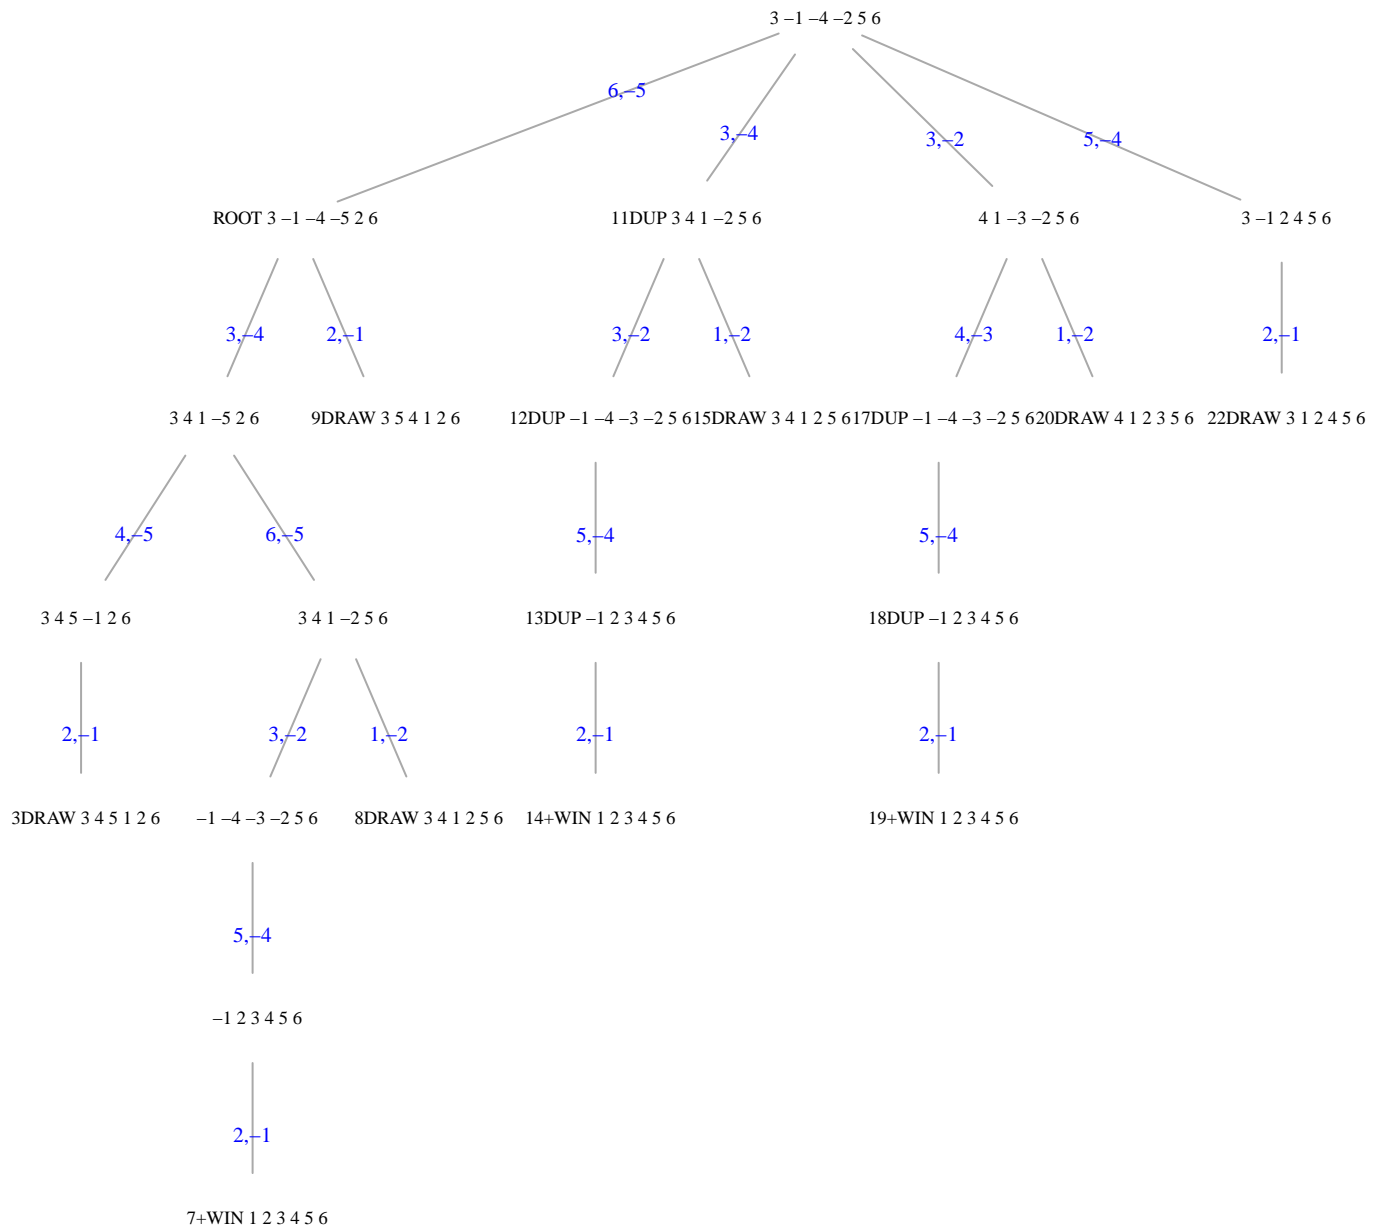 3 –1 –4 –2 5 6
6,–5
3,–4
3,–2
5,–4
ROOT 3 –1 –4 –5 2 6
11DUP 3 4 1 –2 5 6
4 1 –3 –2 5 6
3 –1 2 4 5 6
3,–4
2,–1
3,–2
1,–2
4,–3
1,–2
2,–1
3 4 1 –5 2 6
9DRAW 3 5 4 1 2 6
12DUP –1 –4 –3 –2 5 6
15DRAW 3 4 1 2 5 6
17DUP –1 –4 –3 –2 5 6
20DRAW 4 1 2 3 5 6
22DRAW 3 1 2 4 5 6
4,–5
6,–5
5,–4
5,–4
3 4 5 –1 2 6
3 4 1 –2 5 6
13DUP –1 2 3 4 5 6
18DUP –1 2 3 4 5 6
2,–1
3,–2
1,–2
2,–1
2,–1
3DRAW 3 4 5 1 2 6
–1 –4 –3 –2 5 6
8DRAW 3 4 1 2 5 6
14+WIN 1 2 3 4 5 6
19+WIN 1 2 3 4 5 6
5,–4
–1 2 3 4 5 6
2,–1
7+WIN 1 2 3 4 5 6